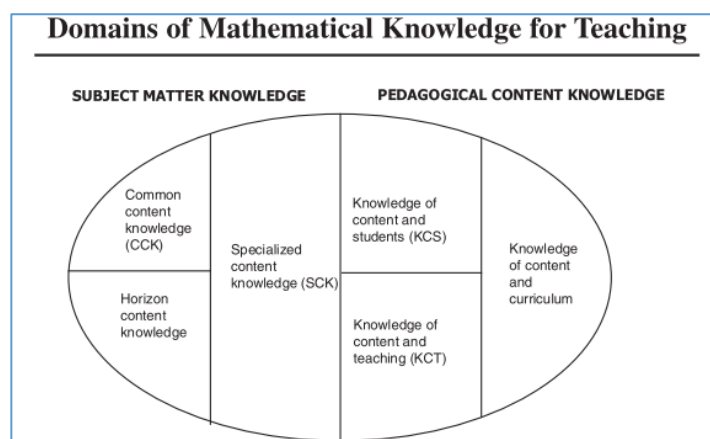 Domains of Mathematical Knowledge for Teaching
SUBJECT MATTER KNOWLEDGE
PEDAGOGICAL CONTENT KNOWLEDGE
Common
content
knowledge
(CCK)
Horizon
content
knowledge
Specialized
content
knowledge (SCK)
Knowledge of
content and
students (KCS)
Knowledge of
content and
teaching (KCT)
Knowledge
of content
and
curriculum